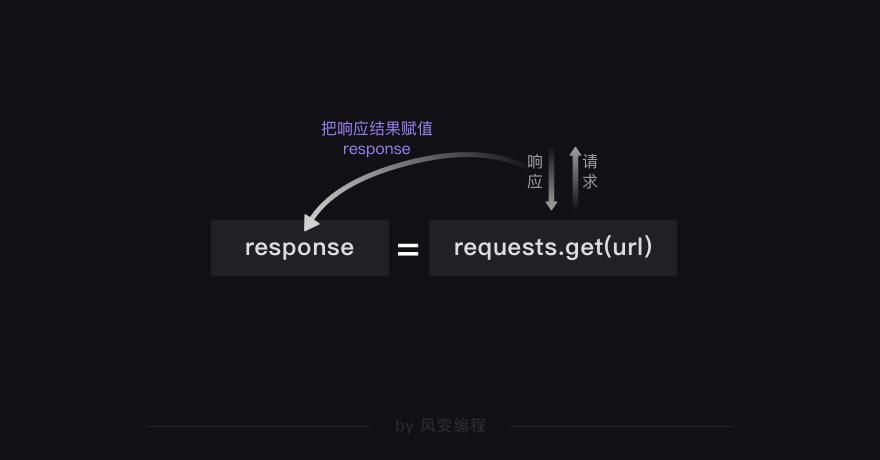 把响应结果赋值
response
响应
请求
response = requests.get(url)
by 风变编程